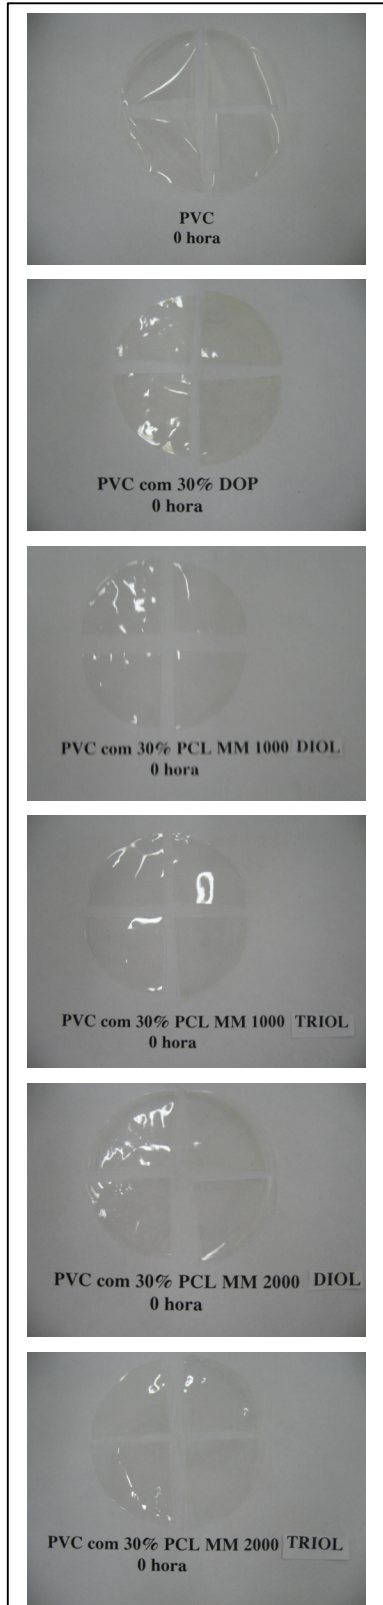 PVC
0 hora
PVC com 30% DOP
0 hora
PVC com 30% PCL MM 1000 DIOL
0 hora
PVC com 30% PCL MM 1000 TRIOL
0 hora
PVC com 30% PCL MM 2000 DIOL
0 hora
PVC com 30% PCL MM 2000 TRIOL
0 hora